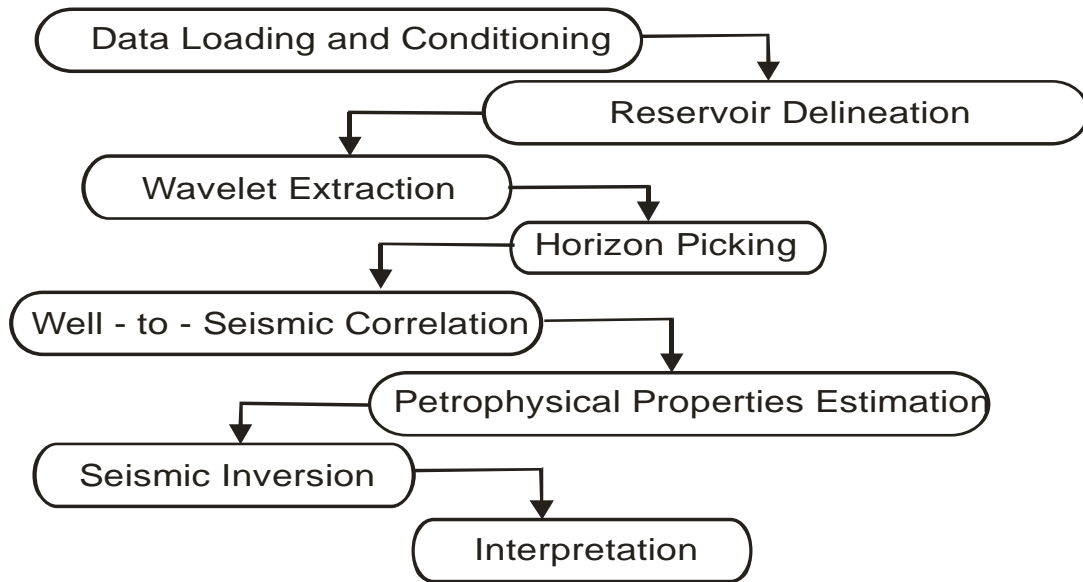 Data Loading and Conditioning
Reservoir Delineation
Wavelet Extraction
Horizon Picking
Well - to - Seismic Correlation
Petrophysical Properties Estimation
Seismic Inversion
Interpretation